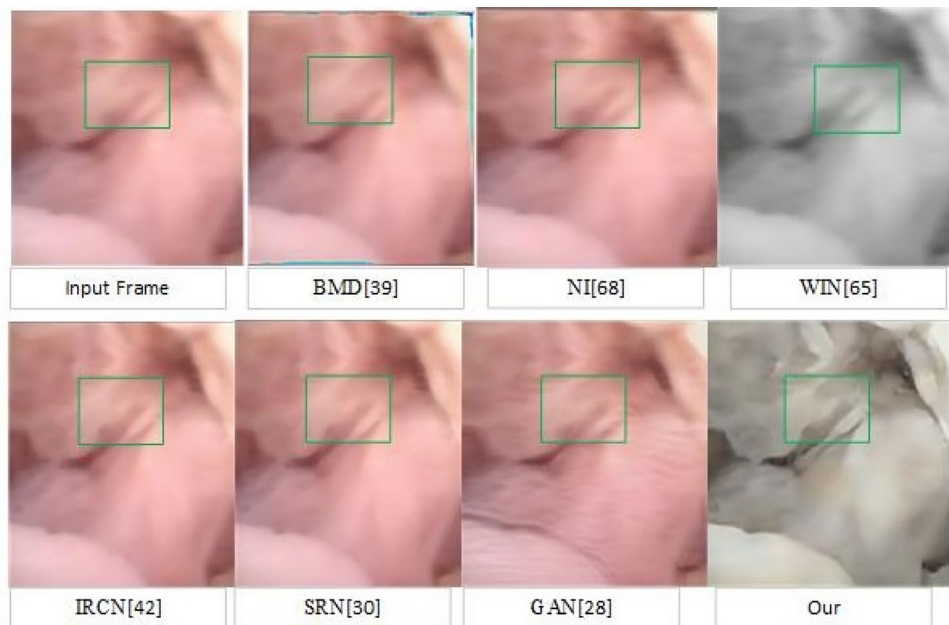 Input Frame
BMD[39]
NI[68]
WIN[65]
IRCN[42]
SRN[30]
GAN[28]
Our